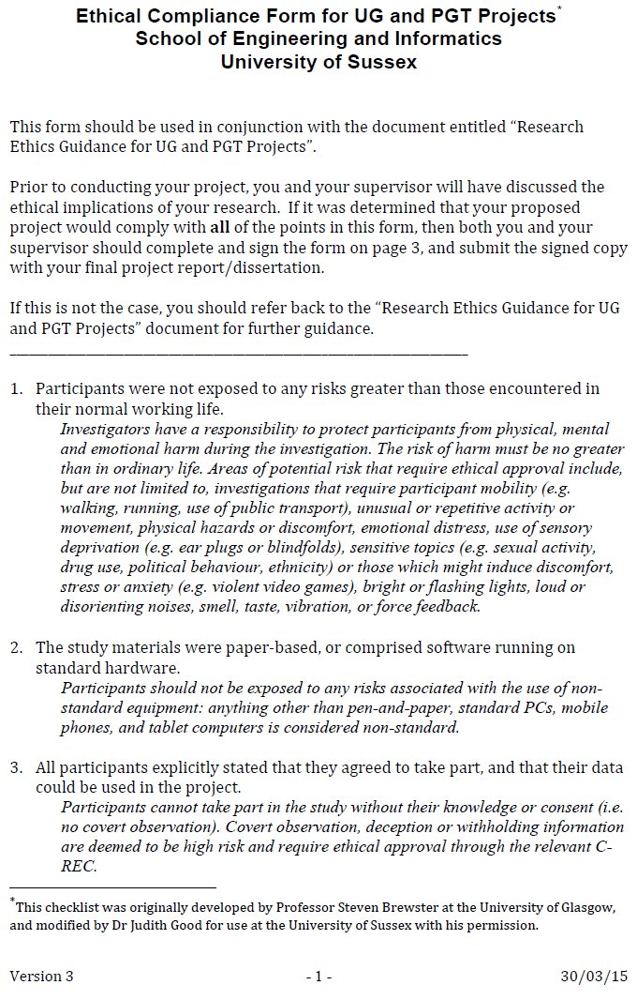 Ethical Compliance Form for UG and PGT Projects*
School of Engineering and Informatics
University of Sussex
This form should be used in conjunction with the document entitled “Research
Ethics Guidance for UG and PGT Projects”.
Prior to conducting your project, you and your supervisor will have discussed the
ethical implications of your research.  If it was determined that your proposed
project would comply with all of the points in this form, then both you and your
supervisor should complete and sign the form on page 3, and submit the signed copy
with your final project report/dissertation.
If this is not the case, you should refer back to the “Research Ethics Guidance for UG
and PGT Projects” document for further guidance.
1. Participants were not exposed to any risks greater than those encountered in
their normal working life.
Investigators have a responsibility to protect participants from physical, mental
and emotional harm during the investigation. The risk of harm must be no greater
than in ordinary life. Areas of potential risk that require ethical approval include,
but are not limited to, investigations that require participant mobility (e.g.
walking, running, use of public transport), unusual or repetitive activity or
movement, physical hazards or discomfort, emotional distress, use of sensory
deprivation (e.g. ear plugs or blindfolds), sensitive topics (e.g. sexual activity,
drug use, political behaviour, ethnicity) or those which might induce discomfort,
stress or anxiety (e.g. violent video games), bright or flashing lights, loud or
disorienting noises, smell, taste, vibration, or force feedback.
2. The study materials were paper-based, or comprised software running on
standard hardware.
Participants should not be exposed to any risks associated with the use of non-
standard equipment: anything other than pen-and-paper, standard PCs, mobile
phones, and tablet computers is considered non-standard.
3. All participants explicitly stated that they agreed to take part, and that their data
could be used in the project.
Participants cannot take part in the study without their knowledge or consent (i.e.
no covert observation). Covert observation, deception or withholding information
are deemed to be high risk and require ethical approval through the relevant C-
REC.
*This checklist was originally developed by Professor Steven Brewster at the University of Glasgow,
and modified by Dr Judith Good for use at the University of Sussex with his permission.
Version 3 - 1 - 30/03/15